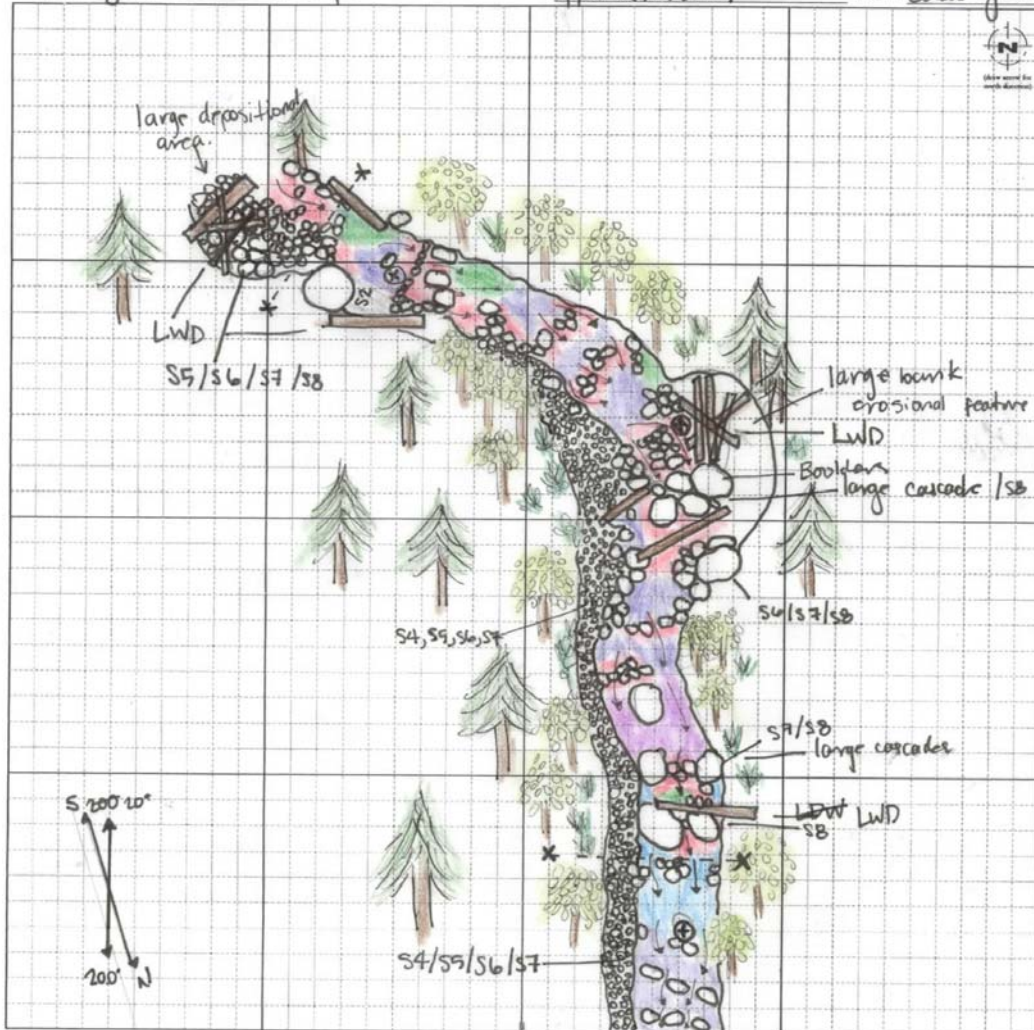 N
large depositional
area.
S2
LWD
S5/S6/S7/S8
large bank
erosional feature
LWD
Boulders
large cascade /S8
S6/S7/S8
S4,S5,S6,S7
S7/S8
large cascades
LWD
S8
S 200 20°
200°
N
S4/S5/S6/S7